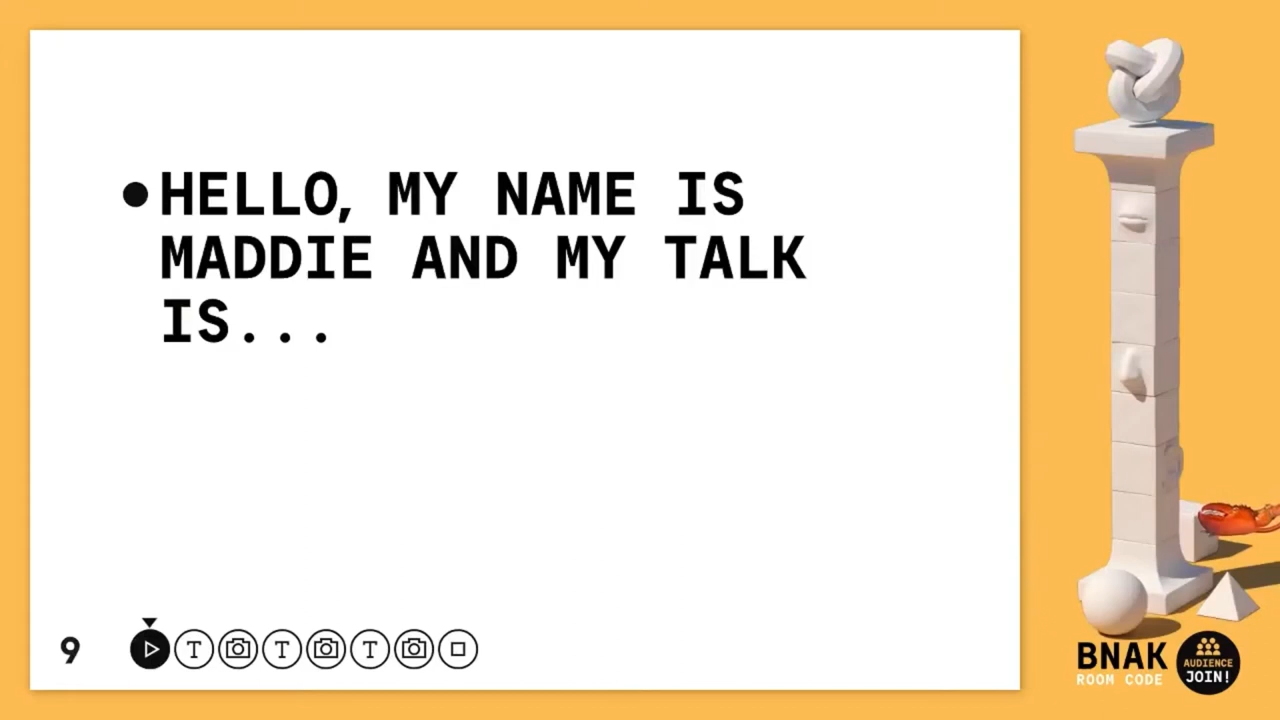 HELLO, MY NAME IS
MADDIE AND MY TALK
IS...
9
T
T
T
BNAK
ROOM CODE
AUDIENCE
JOIN!